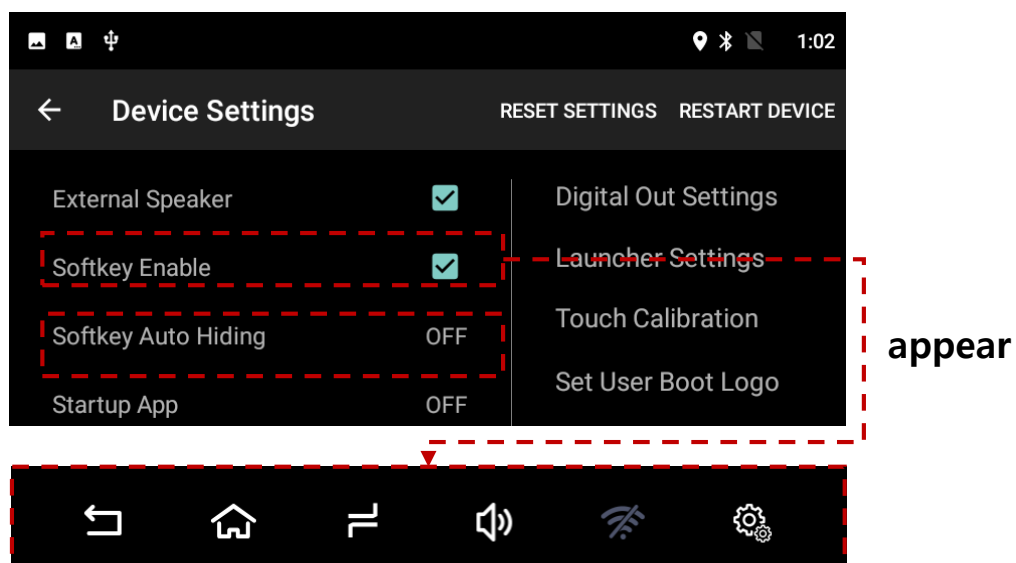 1:02
Device Settings RESET SETTINGS RESTART DEVICE
External Speaker
Softkey Enable
Softkey Auto Hiding OFF
Startup App OFF
Digital Out Settings
Launcher Settings
Touch Calibration
Set User Boot Logo
appear